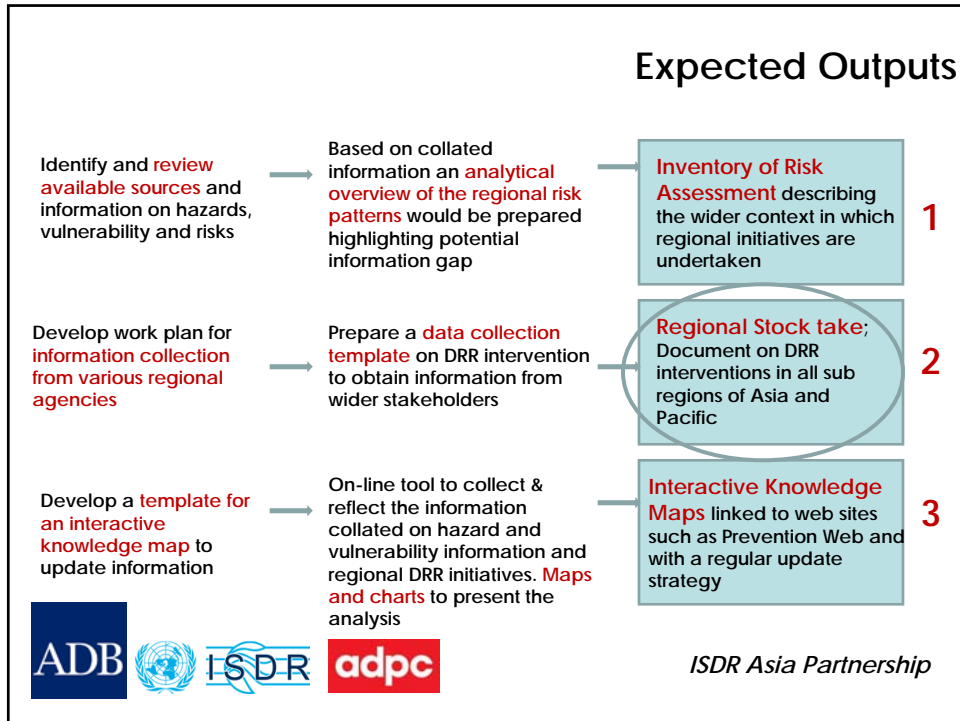 Expected Outputs
Identify and review
available sources and
information on hazards,
vulnerability and risks
Based on collated
information an analytical
overview of the regional risk
patterns would be prepared
highlighting potential
information gap
Inventory of Risk
Assessment describing
the wider context in which
regional initiatives are
undertaken
1
Develop work plan for
information collection
from various regional
agencies
Prepare a data collection
template on DRR intervention
to obtain information from
wider stakeholders
Regional Stock take;
Document on DRR
interventions in all sub
regions of Asia and
Pacific
2
Develop a template for
an interactive
knowledge map to
update information
On-line tool to collect &
reflect the information
collated on hazard and
vulnerability information and
regional DRR initiatives. Maps
and charts to present the
analysis
Interactive Knowledge
Maps linked to web sites
such as Prevention Web and
with a regular update
strategy
3
ADB
ISDR
adpc
ISDR Asia Partnership